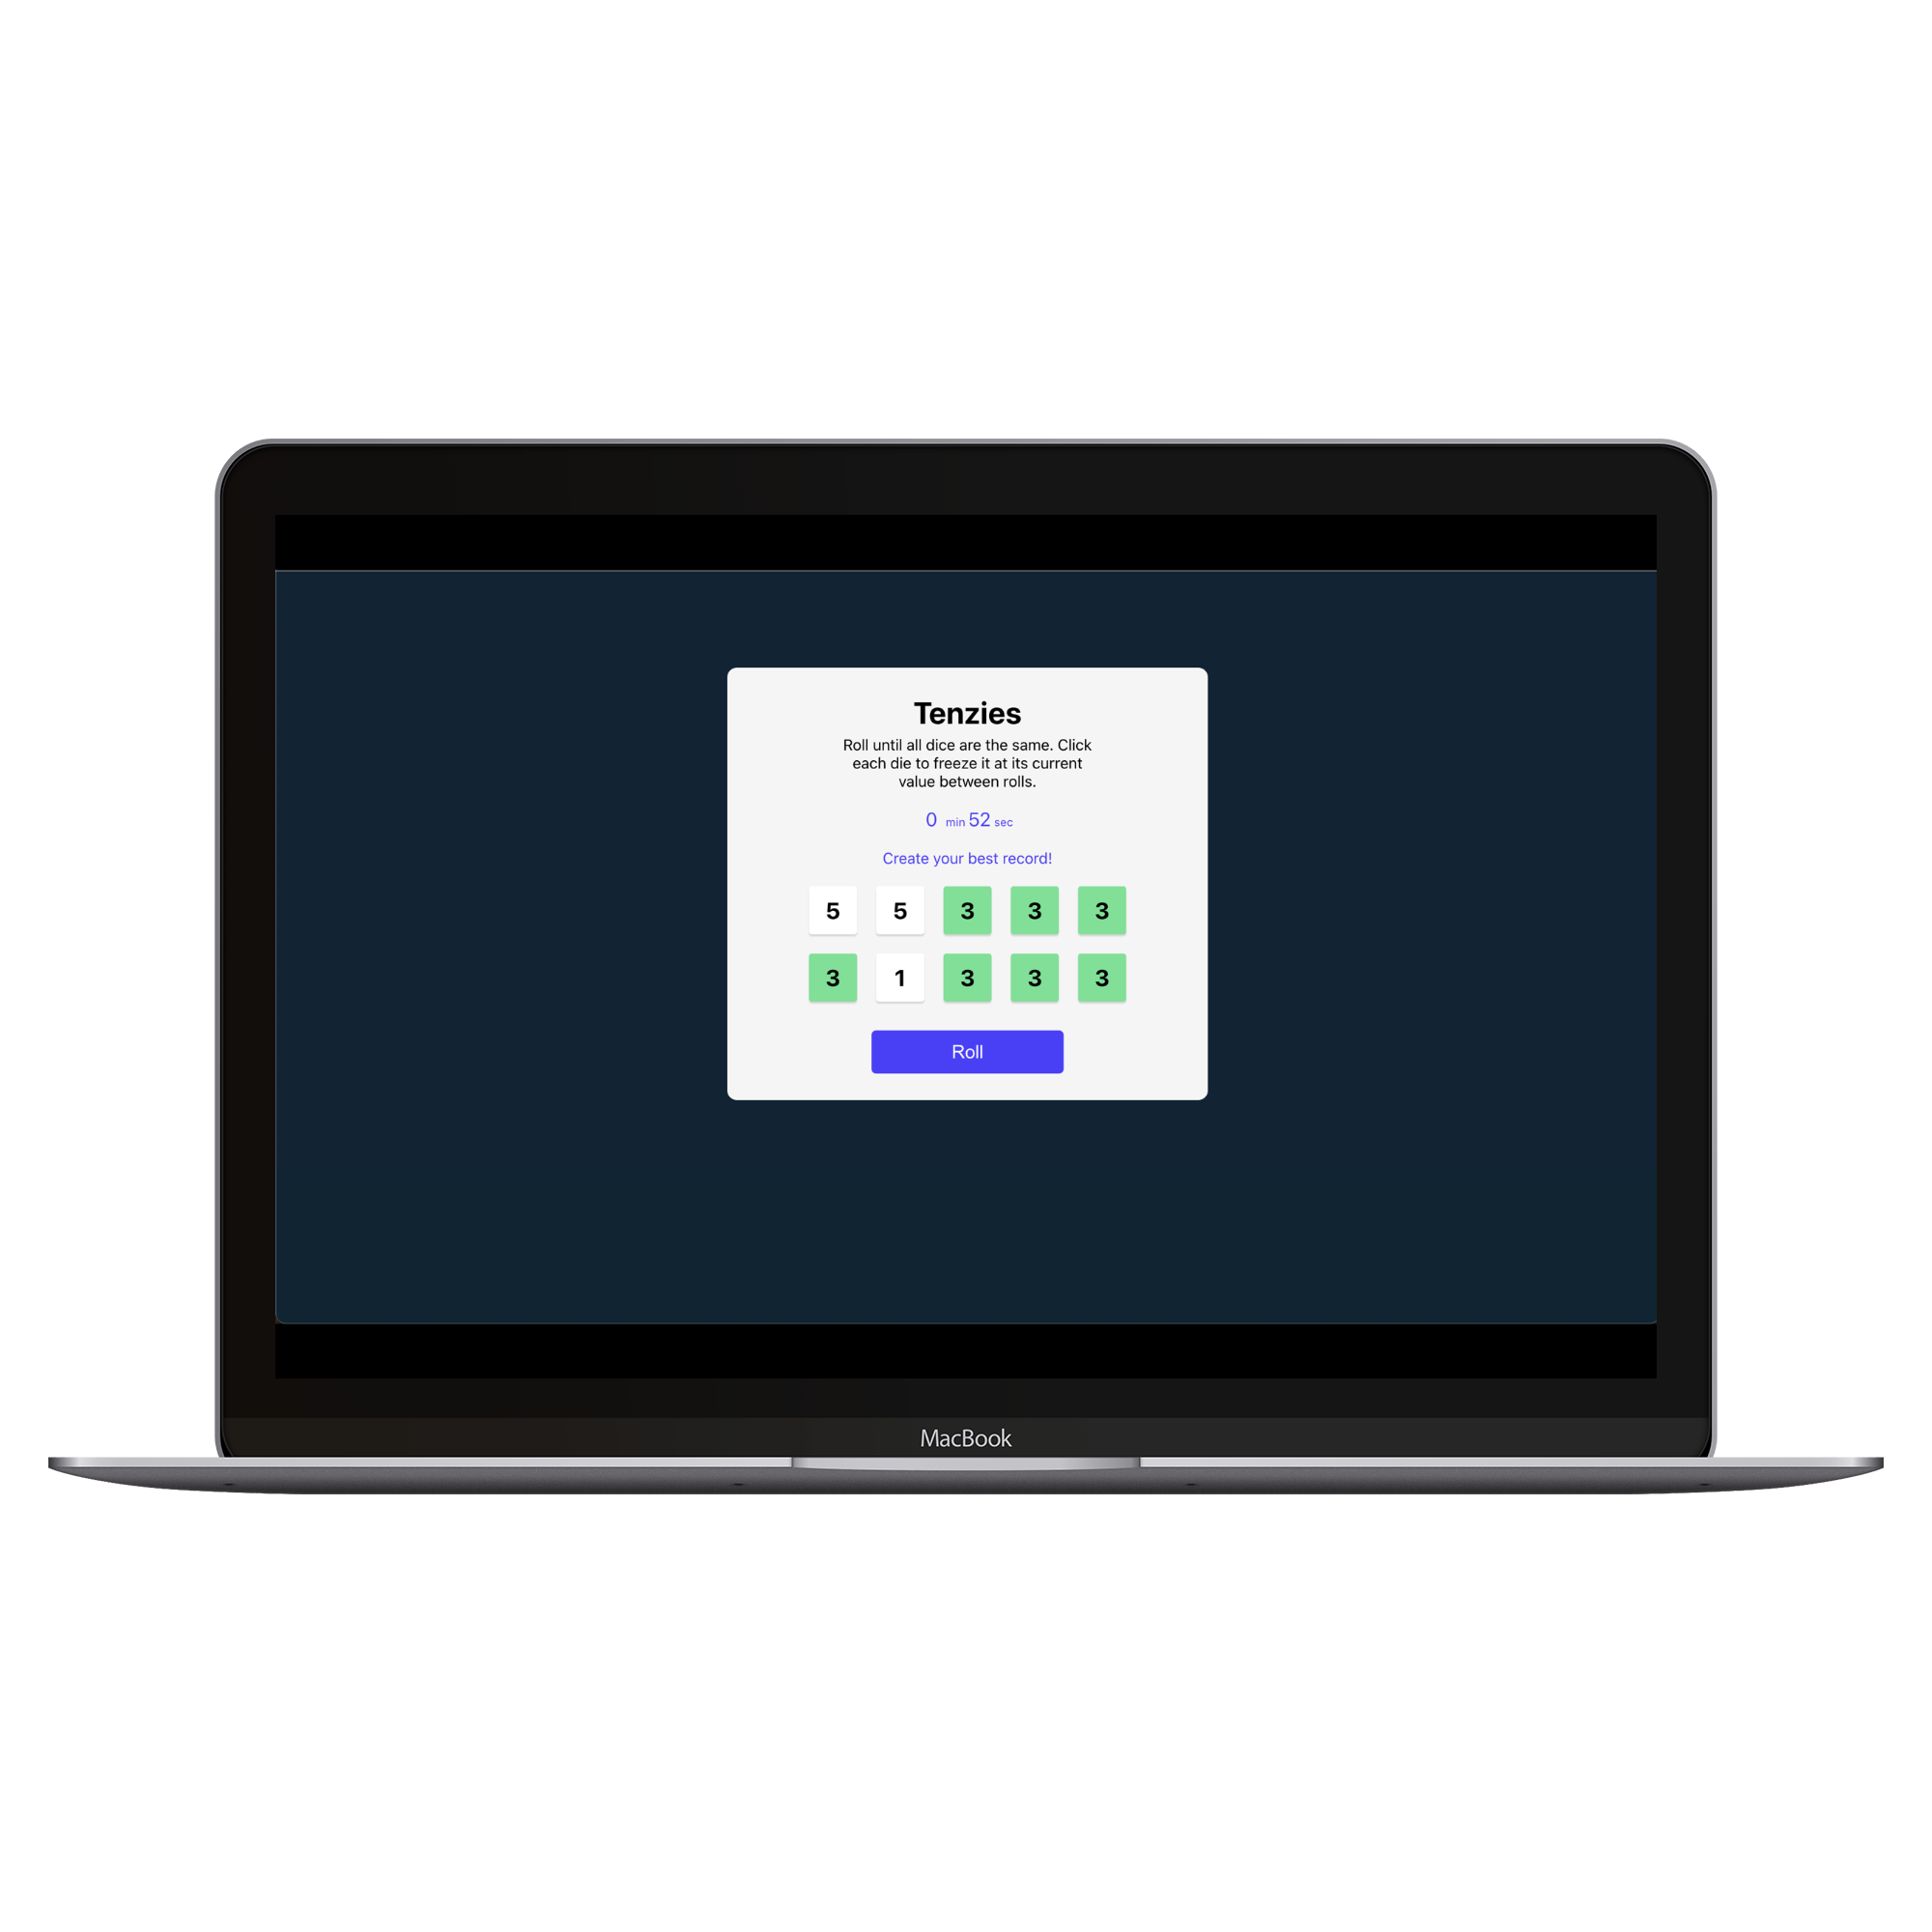 Tenzies
Roll until all dice are the same. Click
each die to freeze it at its current
value between rolls.
0 min 52 sec
Create your best record!
5 5 3 3 3
3 1 3 3 3
Roll
MacBook